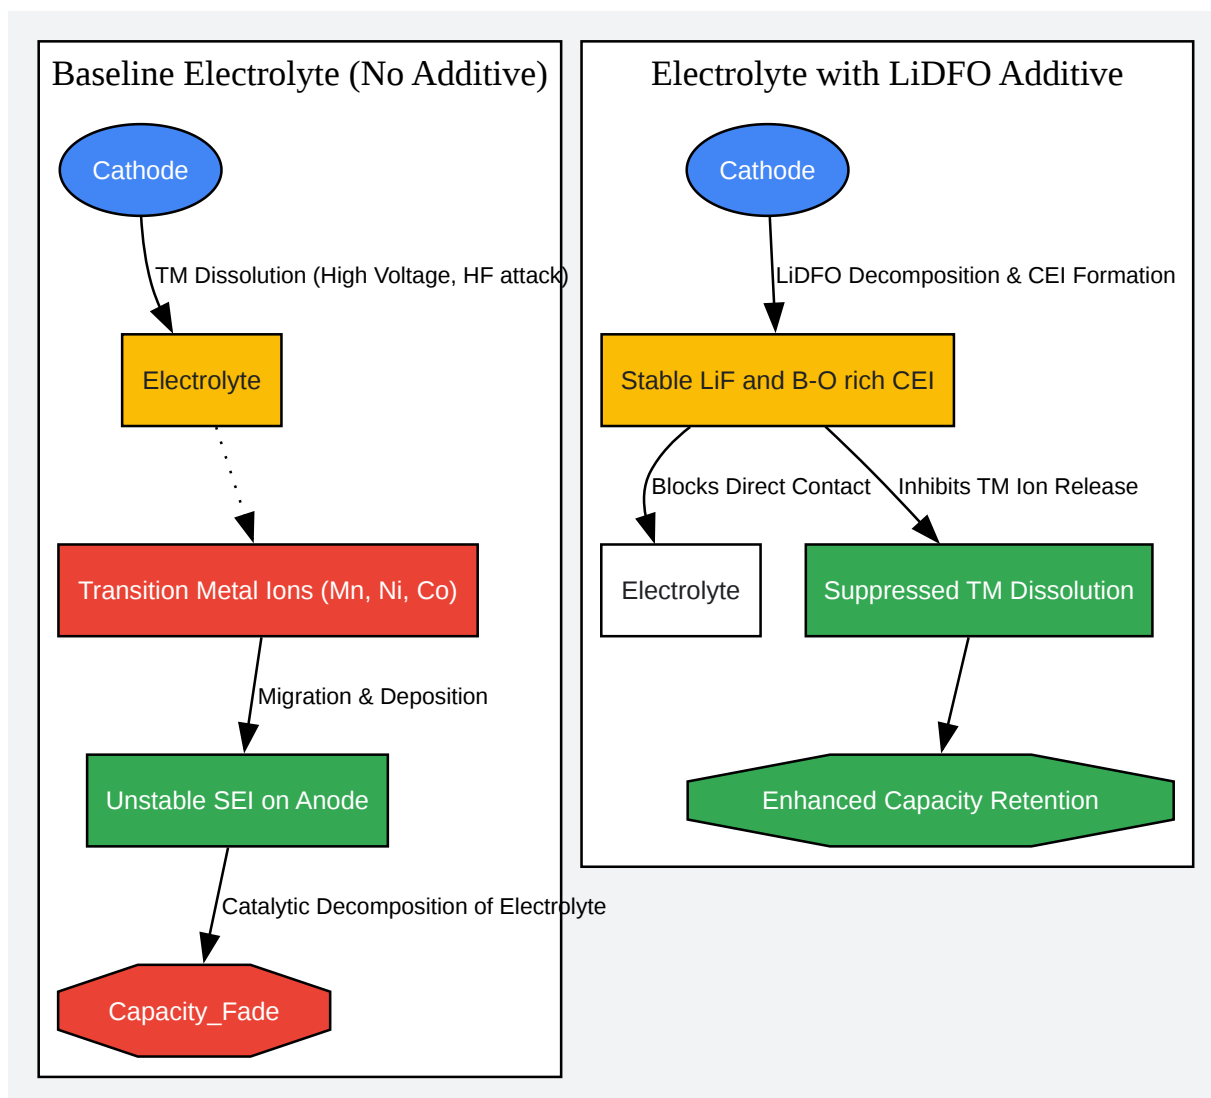 Baseline Electrolyte (No Additive)
Cathode
TM Dissolution (High Voltage, HF attack)
Electrolyte
Transition Metal Ions (Mn, Ni, Co)
Migration & Deposition
Unstable SEI on Anode
Catalytic Decomposition of Electrolyte
Capacity_Fade
Electrolyte with LiDFO Additive
Cathode
LiDFO Decomposition & CEI Formation
Stable LiF and B-O rich CEI
Blocks Direct Contact
Inhibits TM Ion Release
Electrolyte
Suppressed TM Dissolution
Enhanced Capacity Retention